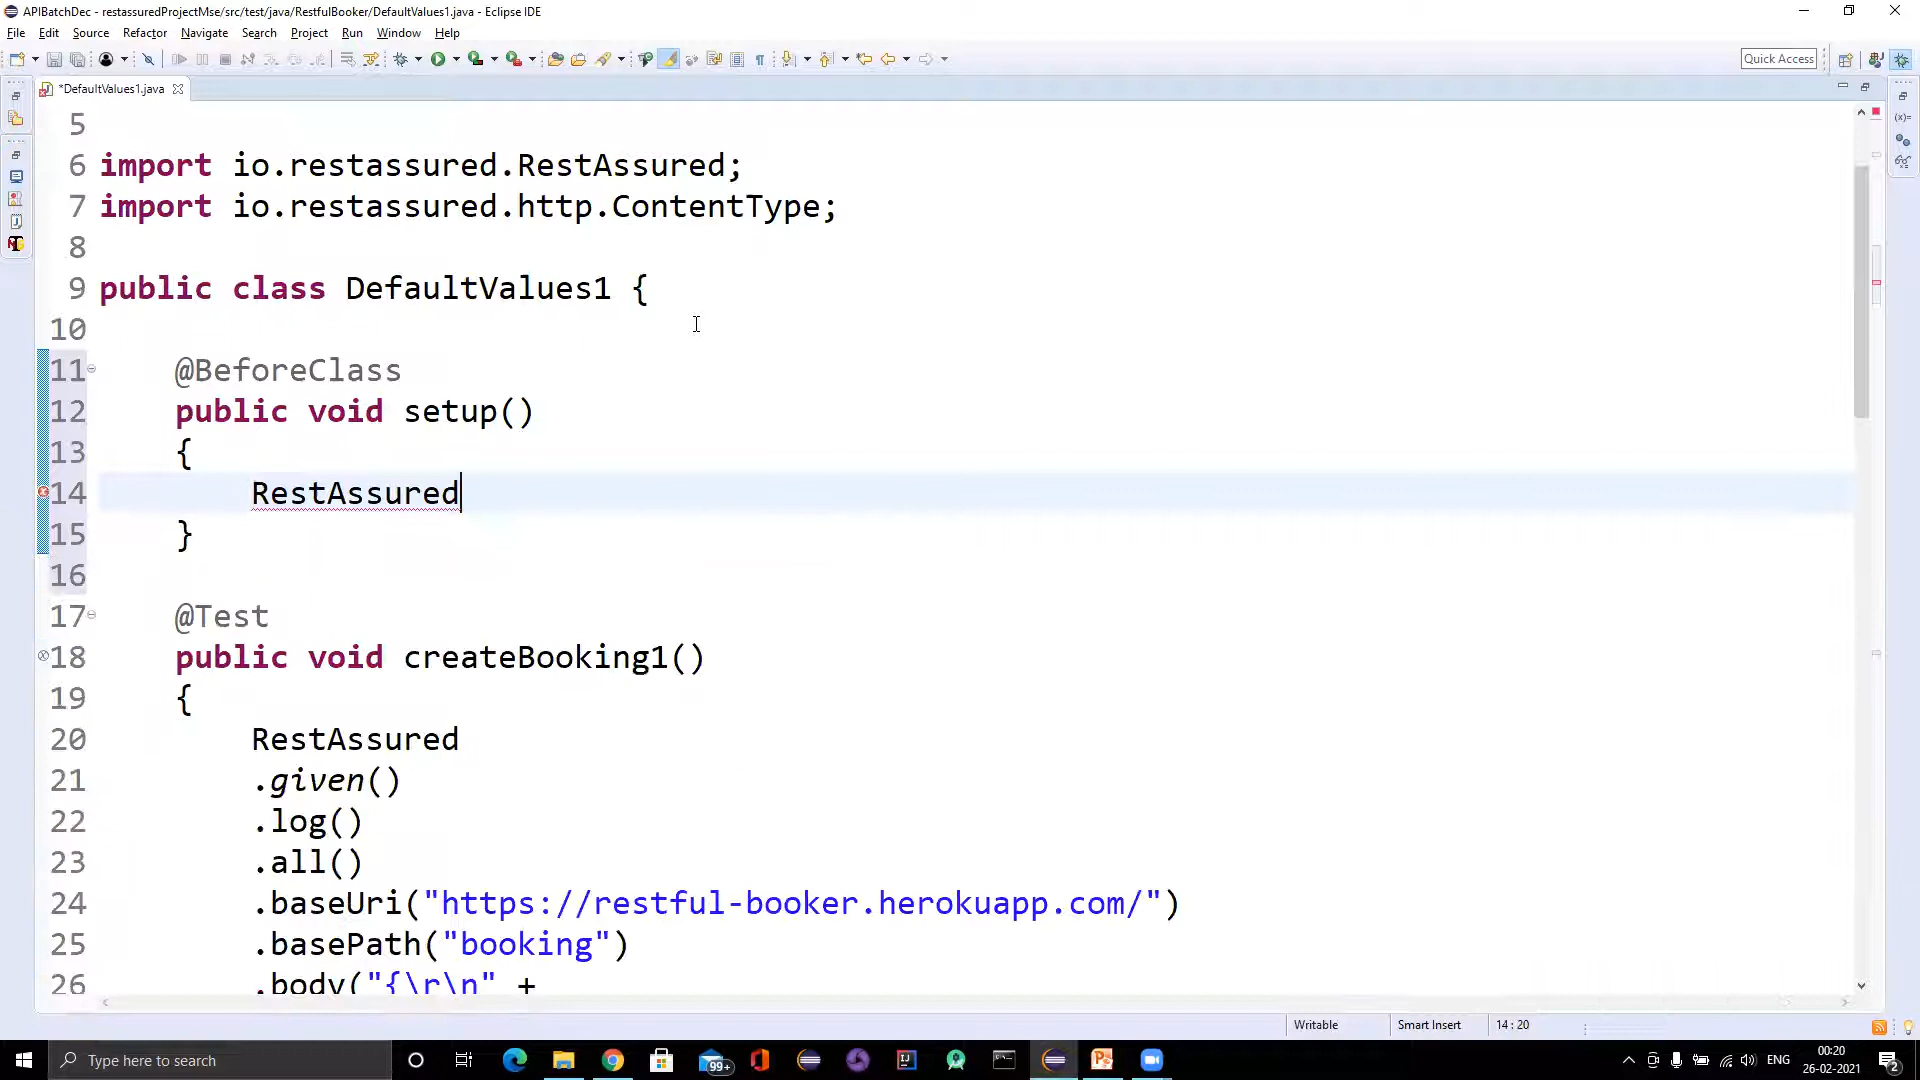 APIBatchDec - restassuredProjectMse/src/test/java/RestfulBooker/DefaultValues1.java - Eclipse IDE
File Edit Source Refactor Navigate Search Project Run Window Help
Quick Access
*DefaultValues1.java
5
6 import io.restassured.RestAssured;
7 import io.restassured.http.ContentType;
8
9 public class DefaultValues1 {
10
11 @BeforeClass
12 public void setup()
13 {
14 RestAssured
15 }
16
17 @Test
18 public void createBooking1()
19 {
20 RestAssured
21 .given()
22 .log()
23 .all()
24 .baseUri("https://restful-booker.herokuapp.com/")
25 .basePath("booking")
26 .body("{\r\n" +
Writable Smart Insert 14 : 20
Type here to search
99+
ENG
00:20
26-02-2021
2